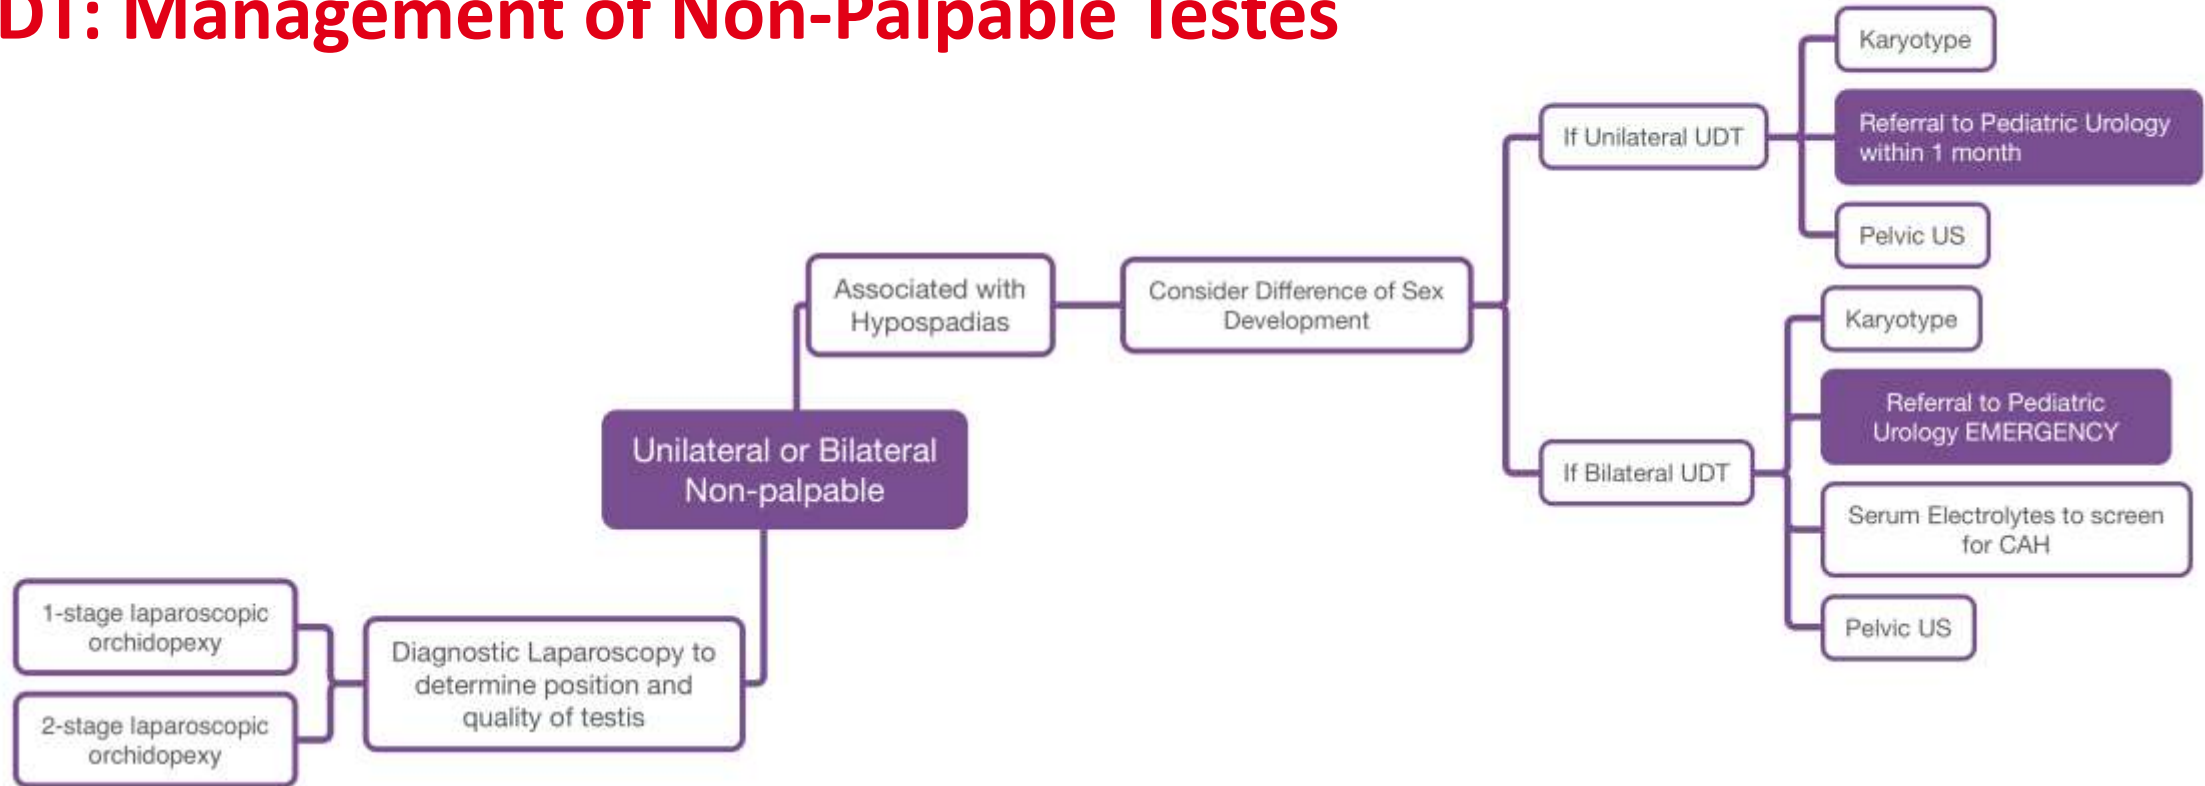 DT: Management of Non-Palpable Testes
Karyotype
If Unilateral UDT
Referral to Pediatric Urology
within 1 month
Pelvic US
Associated with
Hypospadias
Consider Difference of Sex
Development
Karyotype
Referral to Pediatric
Urology EMERGENCY
If Bilateral UDT
Serum Electrolytes to screen
for CAH
Pelvic US
Unilateral or Bilateral
Non-palpable
Diagnostic Laparoscopy to
determine position and
quality of testis
1-stage laparoscopic
orchidopexy
2-stage laparoscopic
orchidopexy